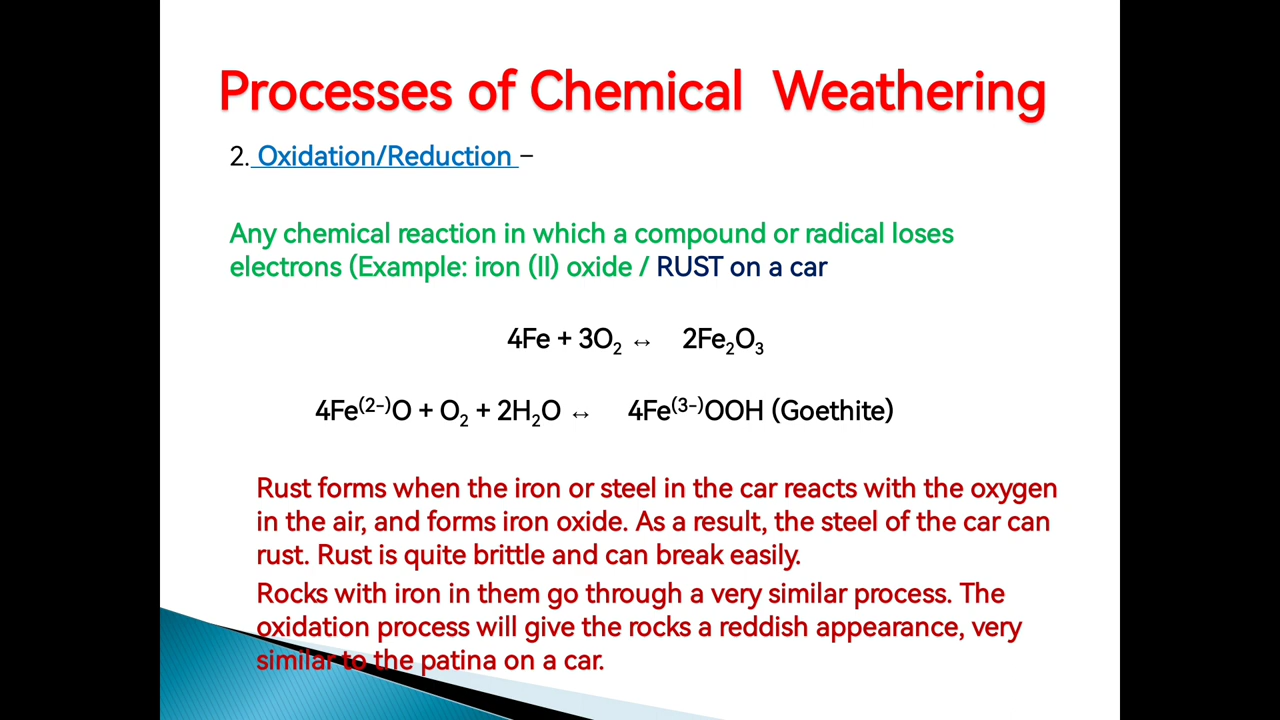 Processes of Chemical Weathering
2. Oxidation/Reduction –
Any chemical reaction in which a compound or radical loses
electrons (Example: iron (II) oxide / RUST on a car
4Fe + 3O₂ ↔ 2Fe₂O₃
4Fe⁽²⁻⁾O + O₂ + 2H₂O ↔ 4Fe⁽³⁻⁾OOH (Goethite)
Rust forms when the iron or steel in the car reacts with the oxygen
in the air, and forms iron oxide. As a result, the steel of the car can
rust. Rust is quite brittle and can break easily.
Rocks with iron in them go through a very similar process. The
oxidation process will give the rocks a reddish appearance, very
similar to the patina on a car.